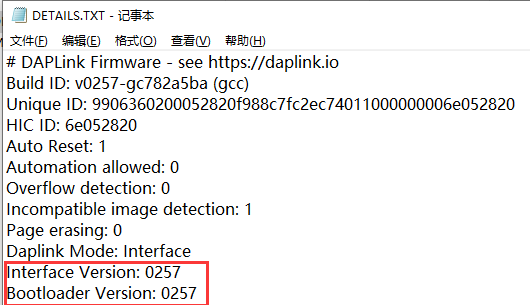 DETAILS.TXT - 记事本
文件(F) 编辑(E) 格式(O) 查看(V) 帮助(H)
# DAPLink Firmware - see https://daplink.io
Build ID: v0257-gc782a5ba (gcc)
Unique ID: 9906360200052820f988c7fc2ec74011000000006e052820
HIC ID: 6e052820
Auto Reset: 1
Automation allowed: 0
Overflow detection: 0
Incompatible image detection: 1
Page erasing: 0
Daplink Mode: Interface
Interface Version: 0257
Bootloader Version: 0257